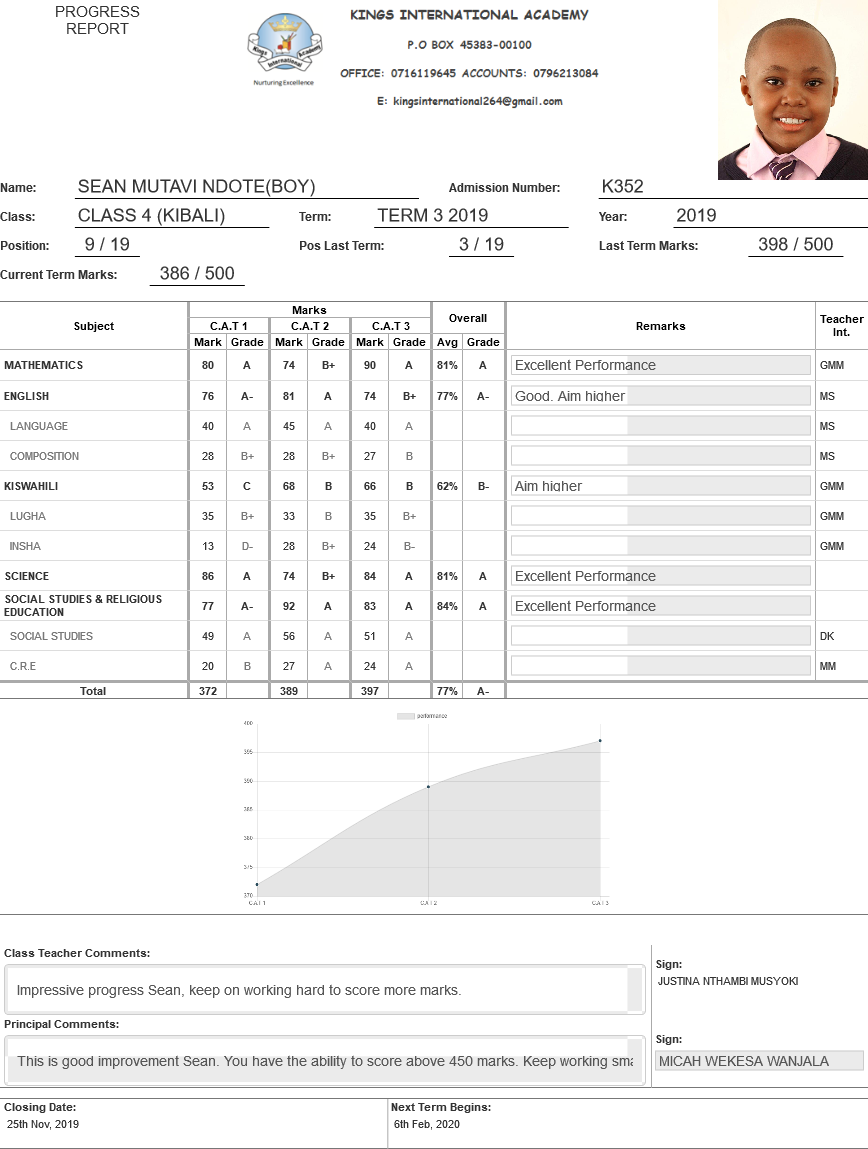 PROGRESS
REPORT
KINGS INTERNATIONAL ACADEMY
P.O BOX 45383-00100
OFFICE: 0716119645 ACCOUNTS: 0796213084
E: kingsinternational264@gmail.com
Kings Academy
International
Nurturing Excellence
Name: SEAN MUTAVI NDOTE(BOY) Admission Number: K352
Class: CLASS 4 (KIBALI) Term: TERM 3 2019 Year: 2019
Position: 9 / 19 Pos Last Term: 3 / 19 Last Term Marks: 398 / 500
Current Term Marks: 386 / 500
Subject Marks Overall Remarks Teacher Int.
C.A.T 1 C.A.T 2 C.A.T 3
Mark Grade Mark Grade Mark Grade Avg Grade
MATHEMATICS 80 A 74 B+ 90 A 81% A Excellent Performance GMM
ENGLISH 76 A- 81 A 74 B+ 77% A- Good. Aim higher MS
LANGUAGE 40 A 45 A 40 A MS
COMPOSITION 28 B+ 28 B+ 27 B MS
KISWAHILI 53 C 68 B 66 B 62% B- Aim higher GMM
LUGHA 35 B+ 33 B 35 B+ GMM
INSHA 13 D- 28 B+ 24 B- GMM
SCIENCE 86 A 74 B+ 84 A 81% A Excellent Performance
SOCIAL STUDIES & RELIGIOUS
EDUCATION 77 A- 92 A 83 A 84% A Excellent Performance
SOCIAL STUDIES 49 A 56 A 51 A DK
C.R.E 20 B 27 A 24 A MM
Total 372 389 397 77% A-
performance
400
395
390
385
380
375
370
C.A.T 1 C.A.T 2 C.A.T 3
Class Teacher Comments:
Impressive progress Sean, keep on working hard to score more marks.
Sign:
JUSTINA NTHAMBI MUSYOKI
Principal Comments:
This is good improvement Sean. You have the ability to score above 450 marks. Keep working sma
Sign:
MICAH WEKESA WANJALA
Closing Date:
25th Nov, 2019
Next Term Begins:
6th Feb, 2020